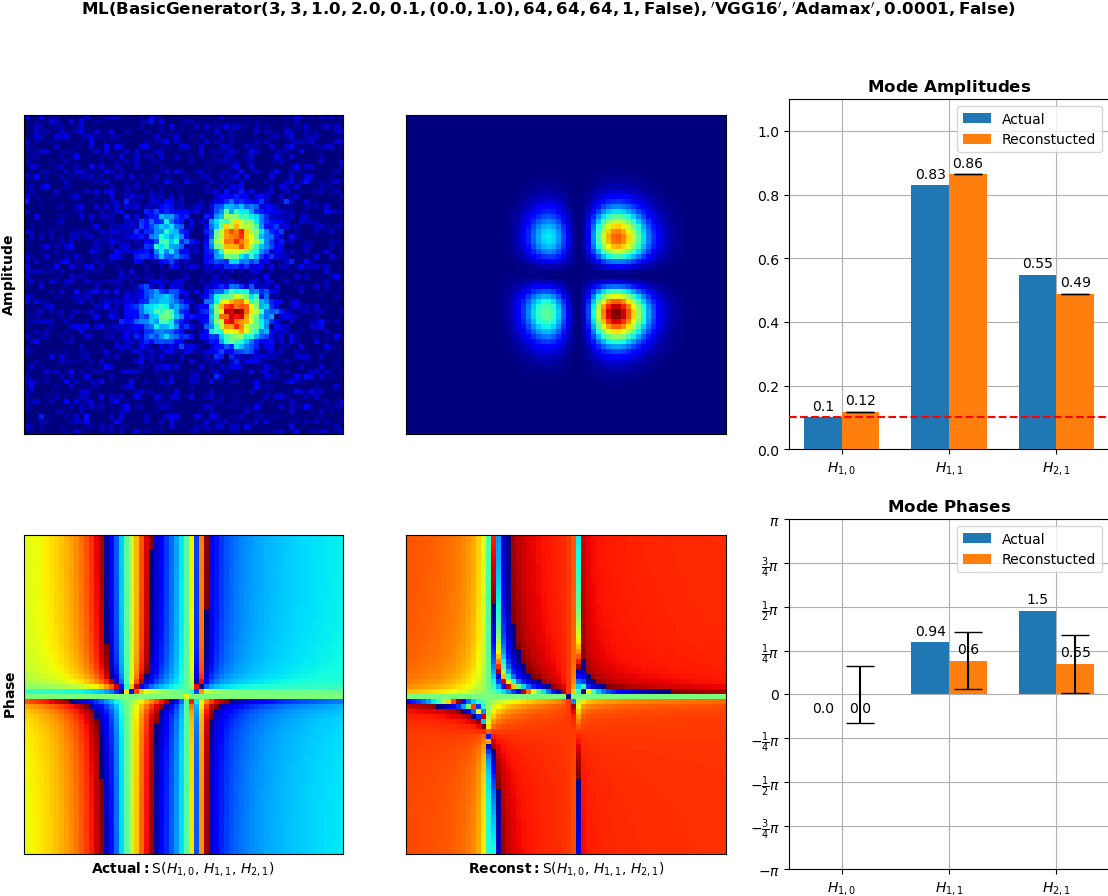 ML(BasicGenerator(3, 3, 1.0, 2.0, 0.1, (0.0, 1.0), 64, 64, 64, 1, False), ′VGG16′, ′Adamax′, 0.0001, False)
Amplitude
Mode Amplitudes
Actual
Reconstucted
1.0
0.8
0.6
0.4
0.2
0.0
0.1
0.12
0.83
0.86
0.55
0.49
H₁,₀
H₁,₁
H₂,₁
Phase
Actual: S(H₁,₀, H₁,₁, H₂,₁)
Reconst: S(H₁,₀, H₁,₁, H₂,₁)
Mode Phases
Actual
Reconstucted
π
3/4π
1/2π
1/4π
0
−1/4π
−1/2π
−3/4π
−π
0.0
0.0
0.94
0.6
1.5
0.55
H₁,₀
H₁,₁
H₂,₁